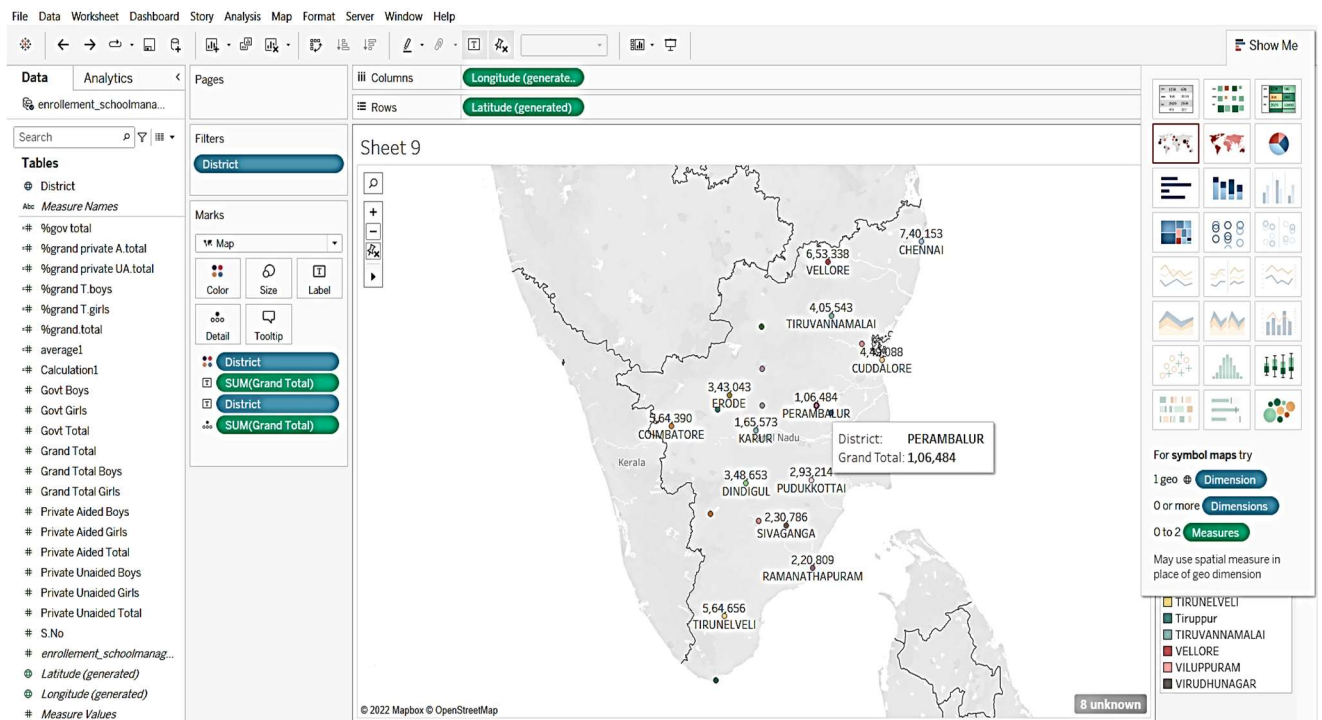 File Data Worksheet Dashboard Story Analysis Map Format Server Window Help
Show Me
Data Analytics
enrollement_schoolmana...
Search
Tables
District
Abc Measure Names
%gov total
%grand private A.total
%grand private UA.total
%grand T.boys
%grand T.girls
%grand.total
average1
Calculation1
Govt Boys
Govt Girls
Govt Total
Grand Total
Grand Total Boys
Grand Total Girls
Private Aided Boys
Private Aided Girls
Private Aided Total
Private Unaided Boys
Private Unaided Girls
Private Unaided Total
S.No
enrollement_schoolmanag...
Latitude (generated)
Longitude (generated)
Measure Values
Pages
Filters
District
Marks
Map
Color Size Label
Detail Tooltip
District
SUM(Grand Total)
District
SUM(Grand Total)
Columns Longitude (generate..
Rows Latitude (generated)
Sheet 9
7,40,153
CHENNAI
6,53,338
VELLORE
4,05,543
TIRUVANNAMALAI
CUDDALORE
3,43,043
ERODE
1,06,484
PERAMBALUR
5,64,390
COIMBATORE
1,65,573
KARUR
Nadu
Kerala
District: PERAMBALUR
Grand Total: 1,06,484
3,48,653
DINDIGUL
2,93,214
PUDUKKOTTAI
2,30,786
SIVAGANGA
2,20,809
RAMANATHAPURAM
5,64,656
TIRUNELVELI
© 2022 Mapbox © OpenStreetMap
8 unknown
For symbol maps try
1 geo Dimension
0 or more Dimensions
0 to 2 Measures
May use spatial measure in
place of geo dimension
TIRUNELVELI
Tiruppur
TIRUVANNAMALAI
VELLORE
VILUPPURAM
VIRUDHUNAGAR